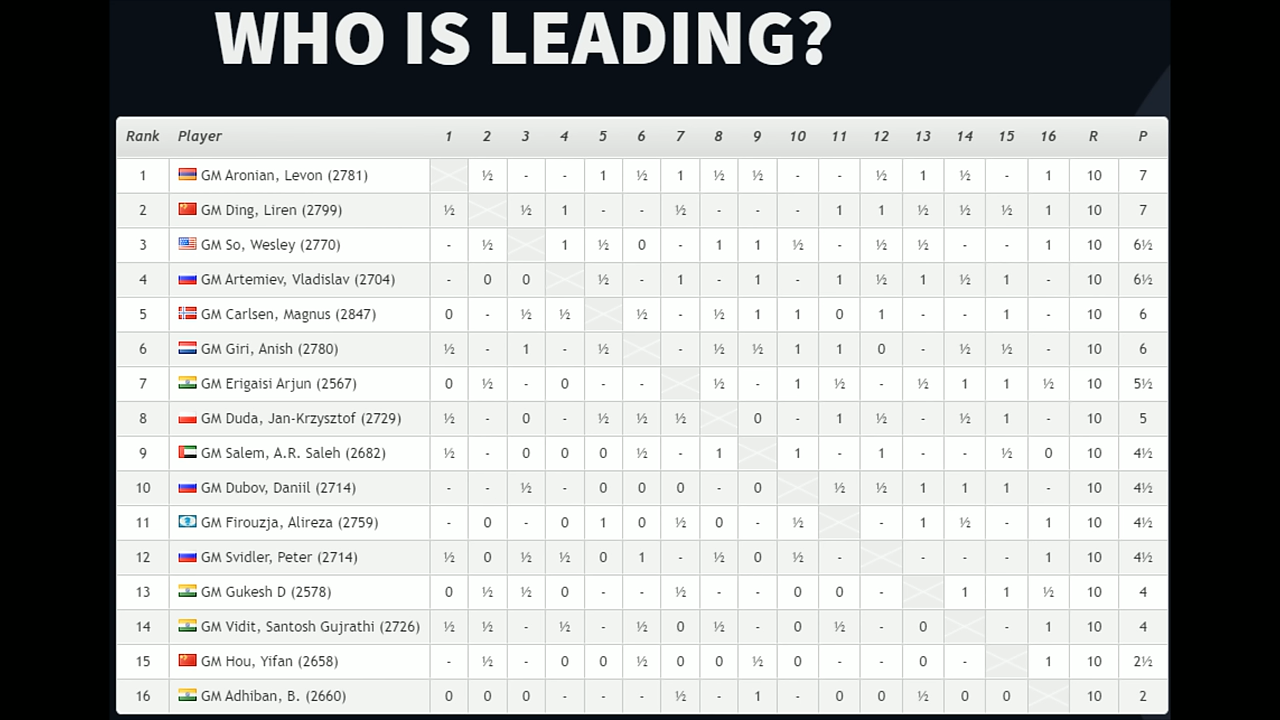 WHO IS LEADING?
Rank Player 1 2 3 4 5 6 7 8 9 10 11 12 13 14 15 16 R P
1 GM Aronian, Levon (2781) ½ - - 1 ½ 1 ½ ½ - - ½ 1 ½ - 1 10 7
2 GM Ding, Liren (2799) ½ ½ 1 - - ½ - - - 1 1 ½ ½ ½ 1 10 7
3 GM So, Wesley (2770) - ½ 1 ½ 0 - 1 1 ½ - ½ ½ - - 1 10 6½
4 GM Artemiev, Vladislav (2704) - 0 0 ½ - 1 - 1 - 1 ½ 1 ½ 1 - 10 6½
5 GM Carlsen, Magnus (2847) 0 - ½ ½ ½ - ½ 1 1 0 1 - - 1 - 10 6
6 GM Giri, Anish (2780) ½ - 1 - ½ - ½ ½ 1 1 0 - ½ ½ - 10 6
7 GM Erigaisi Arjun (2567) 0 ½ - 0 - - ½ - 1 ½ - ½ 1 1 ½ 10 5½
8 GM Duda, Jan-Krzysztof (2729) ½ - 0 - ½ ½ ½ 0 - 1 ½ - ½ 1 - 10 5
9 GM Salem, A.R. Saleh (2682) ½ - 0 0 0 ½ - 1 1 - 1 - - ½ 0 10 4½
10 GM Dubov, Daniil (2714) - - ½ - 0 0 0 - 0 ½ ½ 1 1 1 - 10 4½
11 GM Firouzja, Alireza (2759) - 0 - 0 1 0 ½ 0 - ½ - 1 ½ - 1 10 4½
12 GM Svidler, Peter (2714) ½ 0 ½ ½ 0 1 - ½ 0 ½ - - - - 1 10 4½
13 GM Gukesh D (2578) 0 ½ ½ 0 - - ½ - - 0 0 - 1 1 ½ 10 4
14 GM Vidit, Santosh Gujrathi (2726) ½ ½ - ½ - ½ 0 ½ - 0 ½ - 0 - 1 10 4
15 GM Hou, Yifan (2658) - ½ - 0 0 ½ 0 0 ½ 0 - - 0 - 1 10 2½
16 GM Adhiban, B. (2660) 0 0 0 - - - ½ - 1 - 0 0 ½ 0 0 10 2